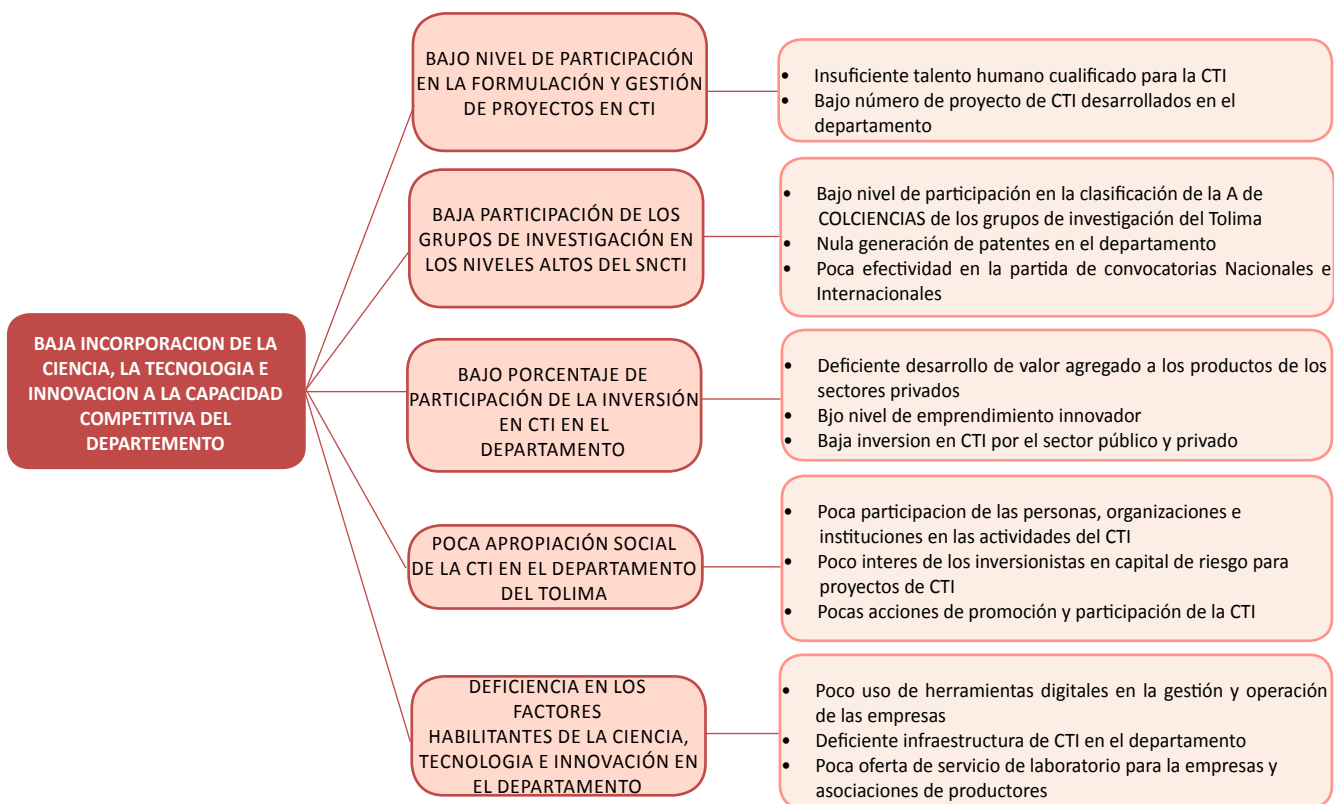 BAJA INCORPORACION DE LA
CIENCIA, LA TECNOLOGIA E
INNOVACION A LA CAPACIDAD
COMPETITIVA DEL
DEPARTEMENTO
BAJO NIVEL DE PARTICIPACIÓN
EN LA FORMULACIÓN Y GESTIÓN
DE PROYECTOS EN CTI
• Insuficiente talento humano cualificado para la CTI
• Bajo número de proyecto de CTI desarrollados en el
departamento
BAJA PARTICIPACIÓN DE LOS
GRUPOS DE INVESTIGACIÓN EN
LOS NIVELES ALTOS DEL SNCTI
• Bajo nivel de participación en la clasificación de la A de
COLCIENCIAS de los grupos de investigación del Tolima
• Nula generación de patentes en el departamento
• Poca efectividad en la partida de convocatorias Nacionales e
Internacionales
BAJO PORCENTAJE DE
PARTICIPACIÓN DE LA INVERSIÓN
EN CTI EN EL
DEPARTAMENTO
• Deficiente desarrollo de valor agregado a los productos de los
sectores privados
• Bjo nivel de emprendimiento innovador
• Baja inversion en CTI por el sector público y privado
POCA APROPIACIÓN SOCIAL
DE LA CTI EN EL DEPARTAMENTO
DEL TOLIMA
• Poca participacion de las personas, organizaciones e
instituciones en las actividades del CTI
• Poco interes de los inversionistas en capital de riesgo para
proyectos de CTI
• Pocas acciones de promoción y participación de la CTI
DEFICIENCIA EN LOS
FACTORES
HABILITANTES DE LA CIENCIA,
TECNOLOGIA E INNOVACIÓN EN
EL DEPARTAMENTO
• Poco uso de herramientas digitales en la gestión y operación
de las empresas
• Deficiente infraestructura de CTI en el departamento
• Poca oferta de servicio de laboratorio para la empresas y
asociaciones de productores